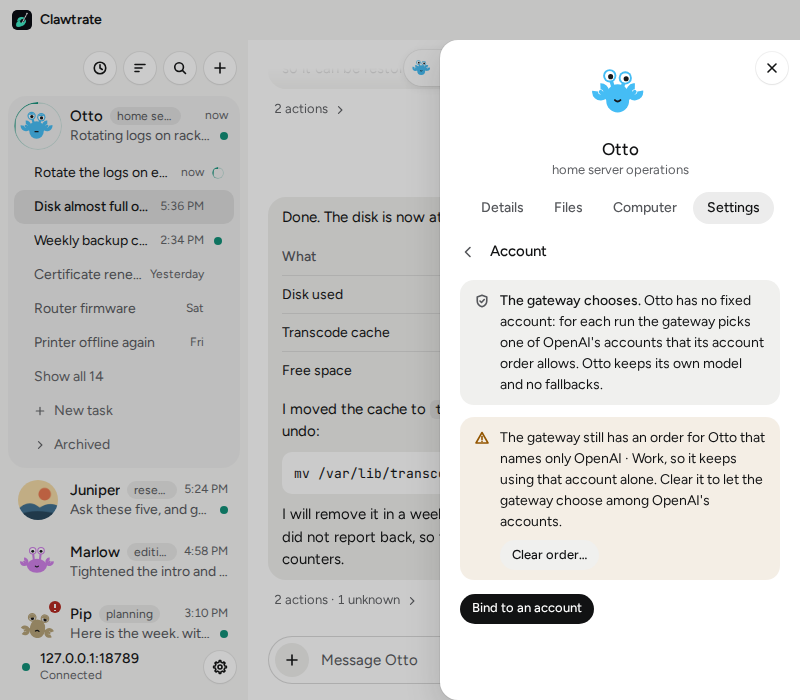 Clawtrate
Otto home se... now
Rotating logs on rack...
Rotate the logs on e... now
Disk almost full o... 5:36 PM
Weekly backup c... 2:34 PM
Certificate rene... Yesterday
Router firmware Sat
Printer offline again Fri
Show all 14
New task
Archived
Juniper rese... 5:24 PM
Ask these five, and g...
Marlow editi... 4:58 PM
Tightened the intro and ...
Pip planning 3:10 PM
Here is the week. wit...
127.0.0.1:18789
Connected
2 actions
Done. The disk is now at
What
Disk used
Transcode cache
Free space
I moved the cache to
undo:
mv /var/lib/transc
I will remove it in a wee
did not report back, so
counters.
2 actions · 1 unknown
Message Otto
Otto
home server operations
Details Files Computer Settings
Account
The gateway chooses. Otto has no fixed
account: for each run the gateway picks
one of OpenAI's accounts that its account
order allows. Otto keeps its own model
and no fallbacks.
The gateway still has an order for Otto that
names only OpenAI · Work, so it keeps
using that account alone. Clear it to let the
gateway choose among OpenAI's
accounts.
Clear order...
Bind to an account